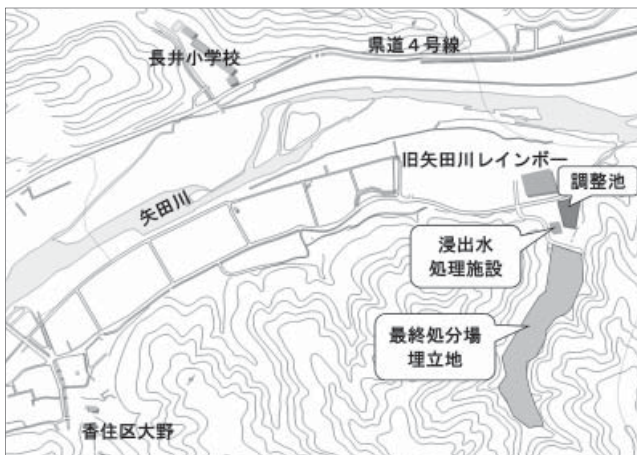 長井小学校
県道４号線
旧矢田川レインボー
調整池
矢田川
浸出水
処理施設
最終処分場
埋立地
香住区大野